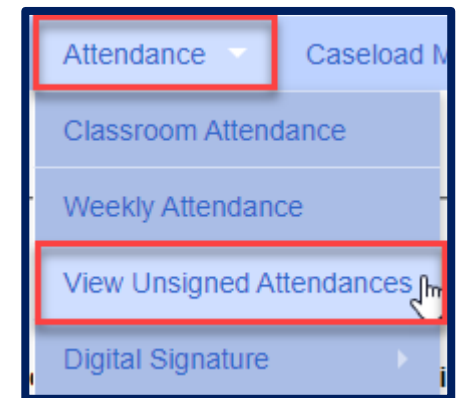 Attendance Caseload
Classroom Attendance
Weekly Attendance
View Unsigned Attendances
Digital Signature